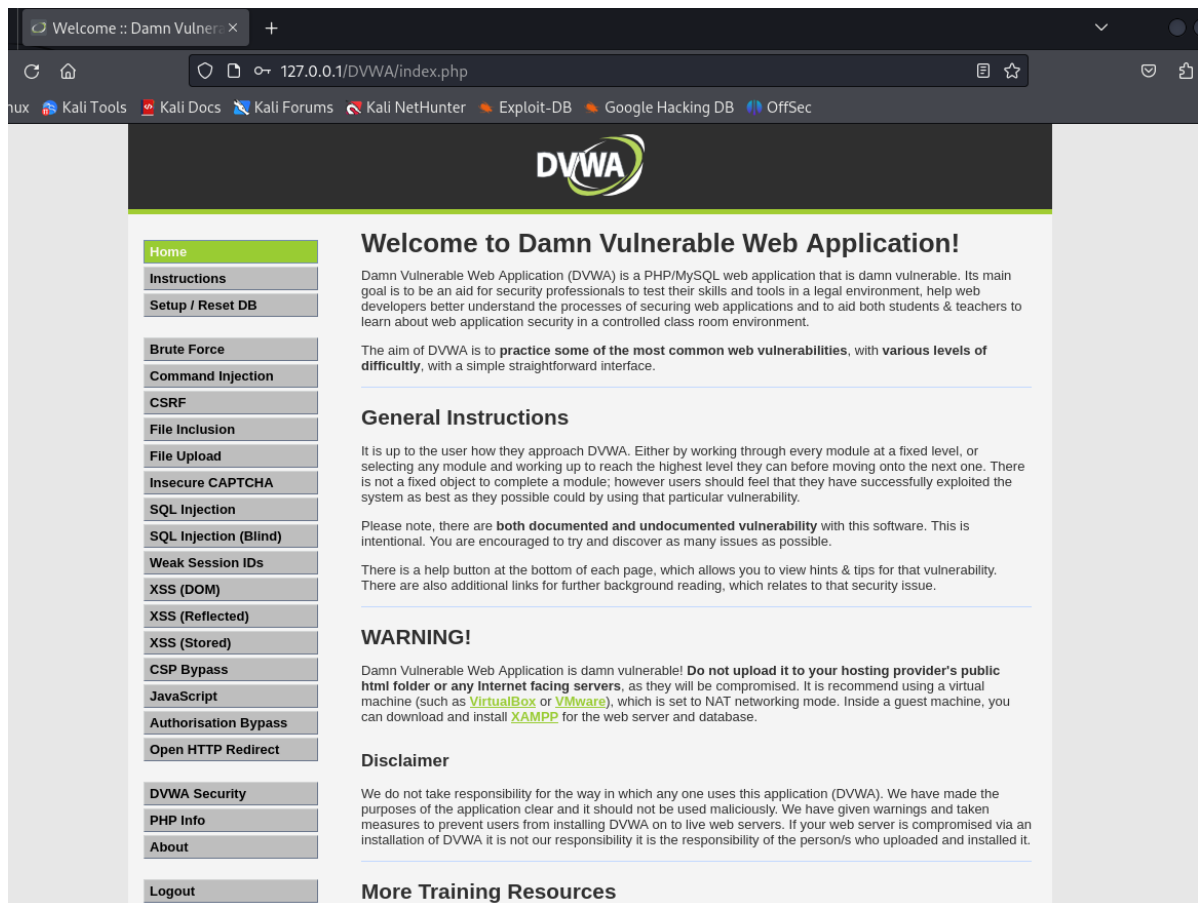 Welcome :: Damn Vulnera
127.0.0.1/DVWA/index.php
nux Kali Tools Kali Docs Kali Forums Kali NetHunter Exploit-DB Google Hacking DB OffSec
DVWA
Home
Instructions
Setup / Reset DB
Brute Force
Command Injection
CSRF
File Inclusion
File Upload
Insecure CAPTCHA
SQL Injection
SQL Injection (Blind)
Weak Session IDs
XSS (DOM)
XSS (Reflected)
XSS (Stored)
CSP Bypass
JavaScript
Authorisation Bypass
Open HTTP Redirect
DVWA Security
PHP Info
About
Logout
Welcome to Damn Vulnerable Web Application!
Damn Vulnerable Web Application (DVWA) is a PHP/MySQL web application that is damn vulnerable. Its main
goal is to be an aid for security professionals to test their skills and tools in a legal environment, help web
developers better understand the processes of securing web applications and to aid both students & teachers to
learn about web application security in a controlled class room environment.
The aim of DVWA is to practice some of the most common web vulnerabilities, with various levels of
difficultly, with a simple straightforward interface.
General Instructions
It is up to the user how they approach DVWA. Either by working through every module at a fixed level, or
selecting any module and working up to reach the highest level they can before moving onto the next one. There
is not a fixed object to complete a module; however users should feel that they have successfully exploited the
system as best as they possible could by using that particular vulnerability.
Please note, there are both documented and undocumented vulnerability with this software. This is
intentional. You are encouraged to try and discover as many issues as possible.
There is a help button at the bottom of each page, which allows you to view hints & tips for that vulnerability.
There are also additional links for further background reading, which relates to that security issue.
WARNING!
Damn Vulnerable Web Application is damn vulnerable! Do not upload it to your hosting provider's public
html folder or any Internet facing servers, as they will be compromised. It is recommend using a virtual
machine (such as VirtualBox or VMware), which is set to NAT networking mode. Inside a guest machine, you
can download and install XAMPP for the web server and database.
Disclaimer
We do not take responsibility for the way in which any one uses this application (DVWA). We have made the
purposes of the application clear and it should not be used maliciously. We have given warnings and taken
measures to prevent users from installing DVWA on to live web servers. If your web server is compromised via an
installation of DVWA it is not our responsibility it is the responsibility of the person/s who uploaded and installed it.
More Training Resources